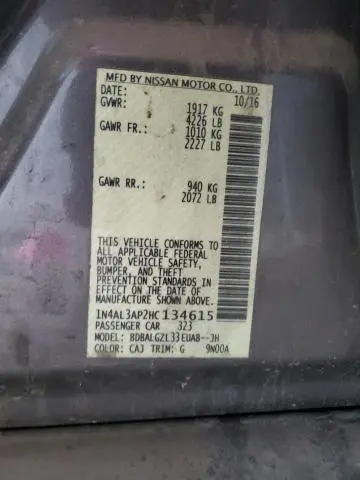 MFD BY NISSAN MOTOR CO., LTD.
DATE: 10/16
GVWR: 1917 KG
4226 LB
GAWR FR.: 1010 KG
2227 LB
GAWR RR.: 940 KG
2072 LB
THIS VEHICLE CONFORMS TO
ALL APPLICABLE FEDERAL
MOTOR VEHICLE SAFETY,
BUMPER, AND THEFT
PREVENTION STANDARDS IN
EFFECT ON THE DATE OF
MANUFACTURE SHOWN ABOVE.
1N4AL3AP2HC134615
PASSENGER CAR 323
MODEL: BDBALGZL33EUAB--JH
COLOR: CAJ TRIM: G 9N00A